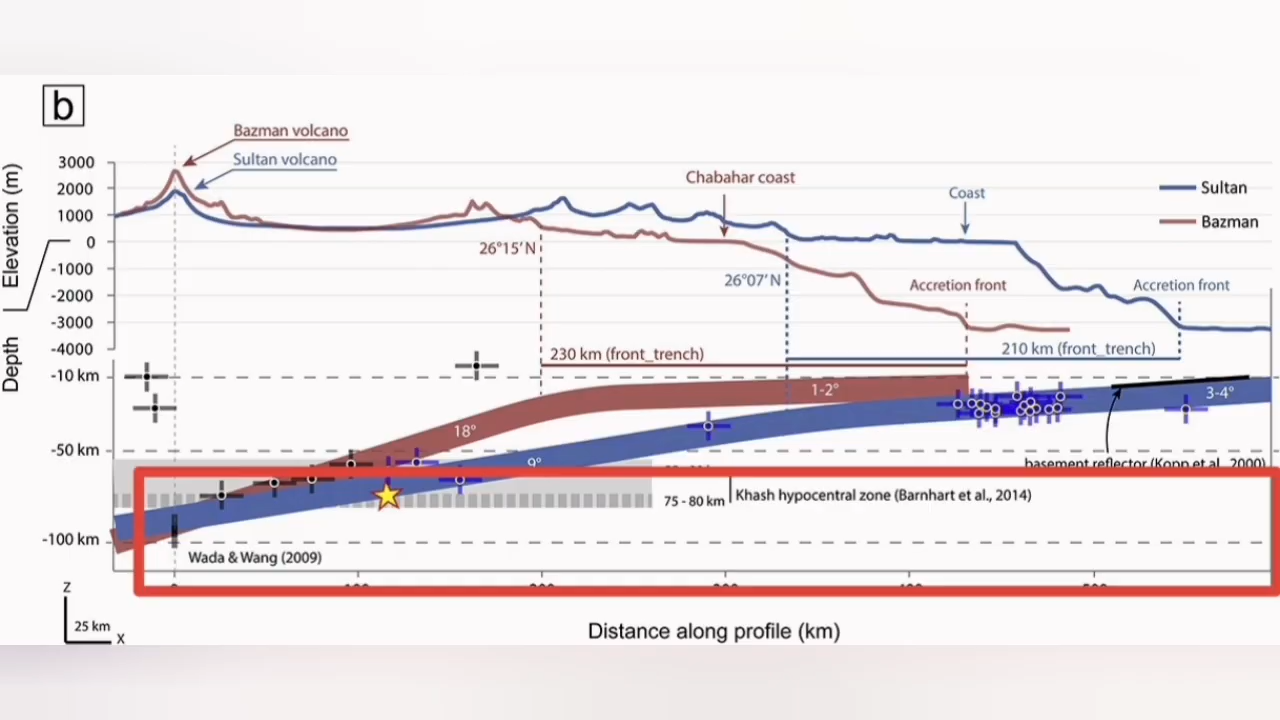 b
Bazman volcano
Sultan volcano
3000
2000
1000
0
-1000
-2000
-3000
-4000
Elevation (m)
Depth
Chabahar coast
Coast
Sultan
Bazman
26°15′N
26°07′N
Accretion front
Accretion front
230 km (front_trench)
210 km (front_trench)
-10 km
1-2°
3-4°
18°
-50 km
9°
basement reflector (Kopp et al., 2000)
75 - 80 km
Khash hypocentral zone (Barnhart et al., 2014)
-100 km
Wada & Wang (2009)
Z
25 km
X
Distance along profile (km)